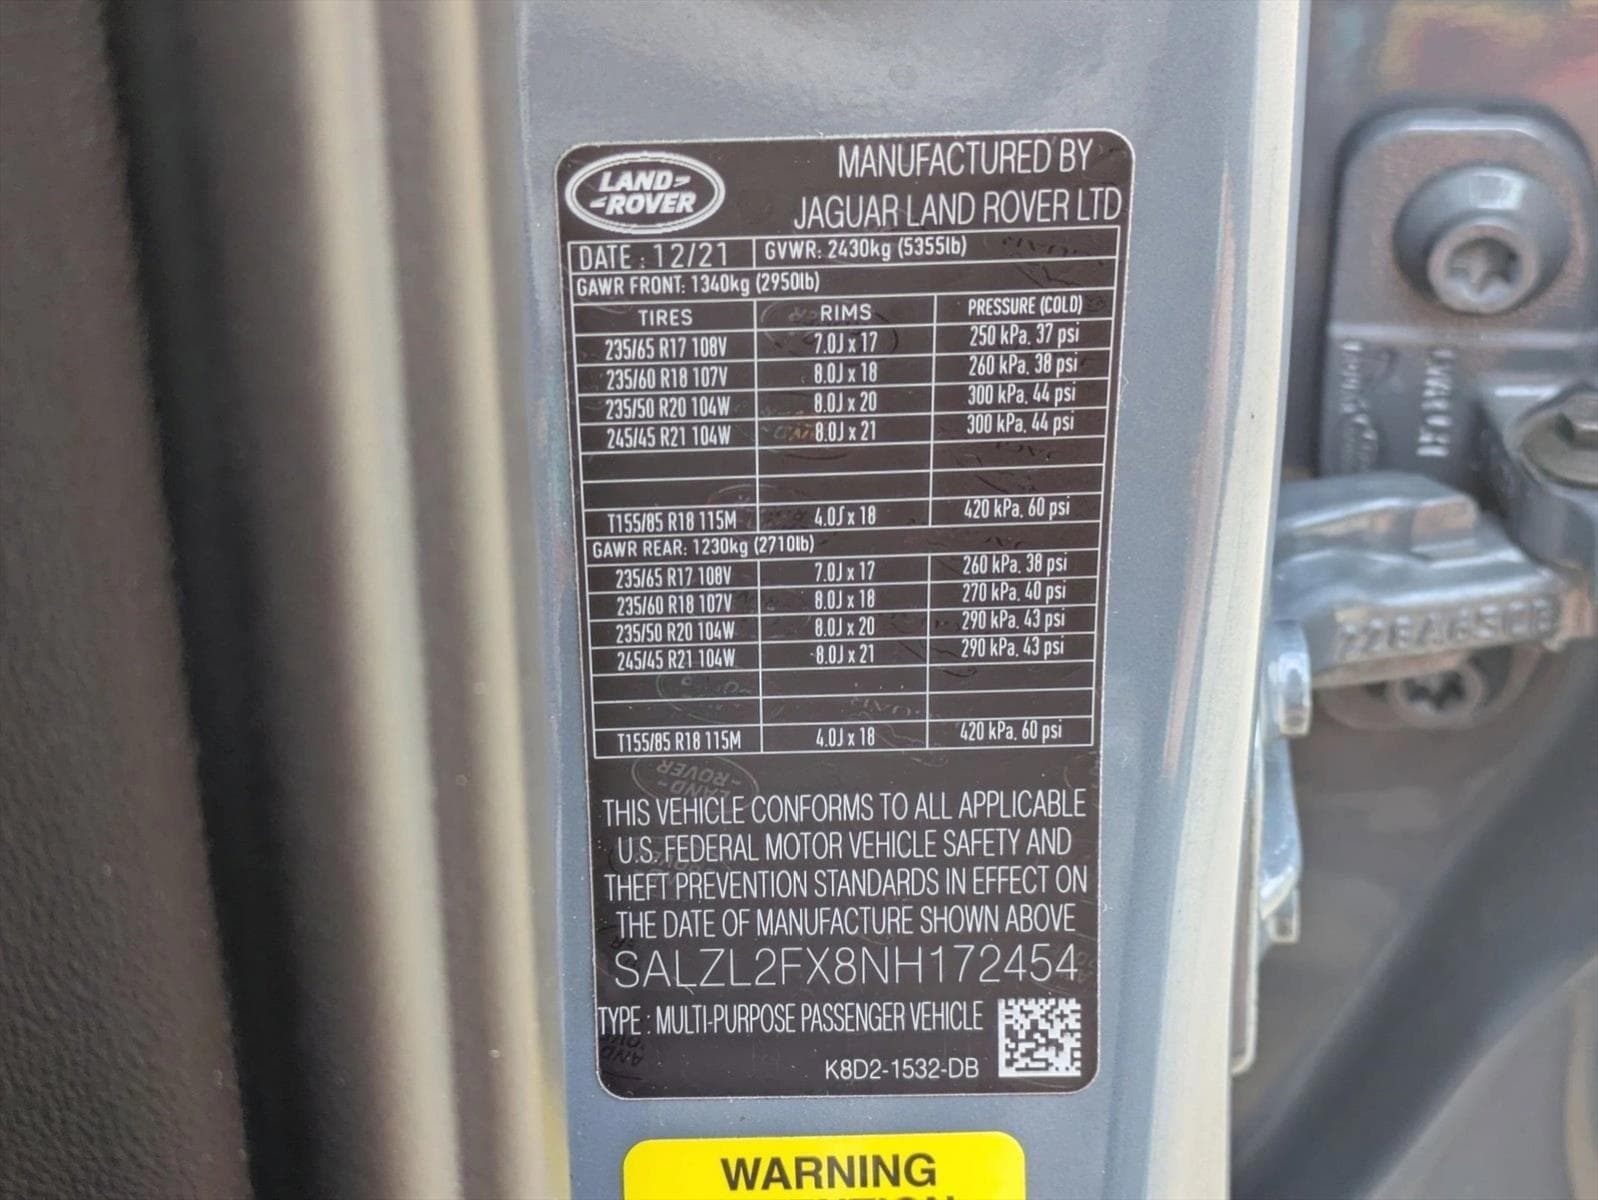 LAND-
-ROVER
MANUFACTURED BY
JAGUAR LAND ROVER LTD
DATE : 12/21 GVWR: 2430kg (5355lb)
GAWR FRONT: 1340kg (2950lb)
TIRES RIMS PRESSURE (COLD)
235/65 R17 108V 7.0J x 17 250 kPa, 37 psi
235/60 R18 107V 8.0J x 18 260 kPa, 38 psi
235/50 R20 104W 8.0J x 20 300 kPa, 44 psi
245/45 R21 104W 8.0J x 21 300 kPa, 44 psi
T155/85 R18 115M 4.0J x 18 420 kPa, 60 psi
GAWR REAR: 1230kg (2710lb)
235/65 R17 108V 7.0J x 17 260 kPa, 38 psi
235/60 R18 107V 8.0J x 18 270 kPa, 40 psi
235/50 R20 104W 8.0J x 20 290 kPa, 43 psi
245/45 R21 104W 8.0J x 21 290 kPa, 43 psi
T155/85 R18 115M 4.0J x 18 420 kPa, 60 psi
THIS VEHICLE CONFORMS TO ALL APPLICABLE
U.S. FEDERAL MOTOR VEHICLE SAFETY AND
THEFT PREVENTION STANDARDS IN EFFECT ON
THE DATE OF MANUFACTURE SHOWN ABOVE
SALZL2FX8NH172454
TYPE : MULTI-PURPOSE PASSENGER VEHICLE
K8D2-1532-DB
WARNING